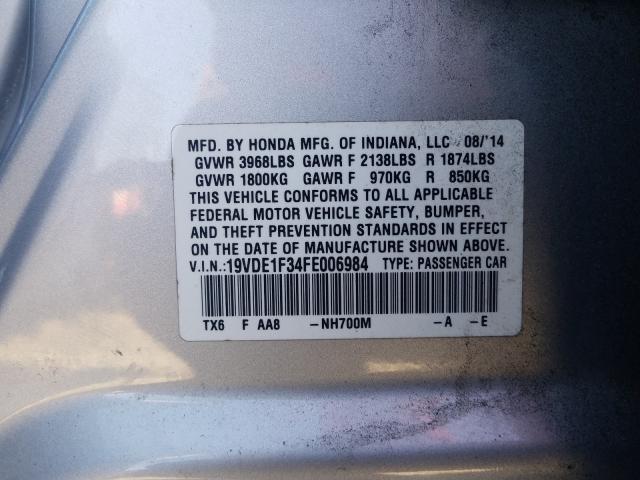 MFD. BY HONDA MFG. OF INDIANA, LLC 08/'14
GVWR 3968LBS GAWR F 2138LBS R 1874LBS
GVWR 1800KG GAWR F 970KG R 850KG
THIS VEHICLE CONFORMS TO ALL APPLICABLE
FEDERAL MOTOR VEHICLE SAFETY, BUMPER,
AND THEFT PREVENTION STANDARDS IN EFFECT
ON THE DATE OF MANUFACTURE SHOWN ABOVE.
V.I.N.:19VDE1F34FE006984 TYPE: PASSENGER CAR
TX6 F AA8 -NH700M -A -E